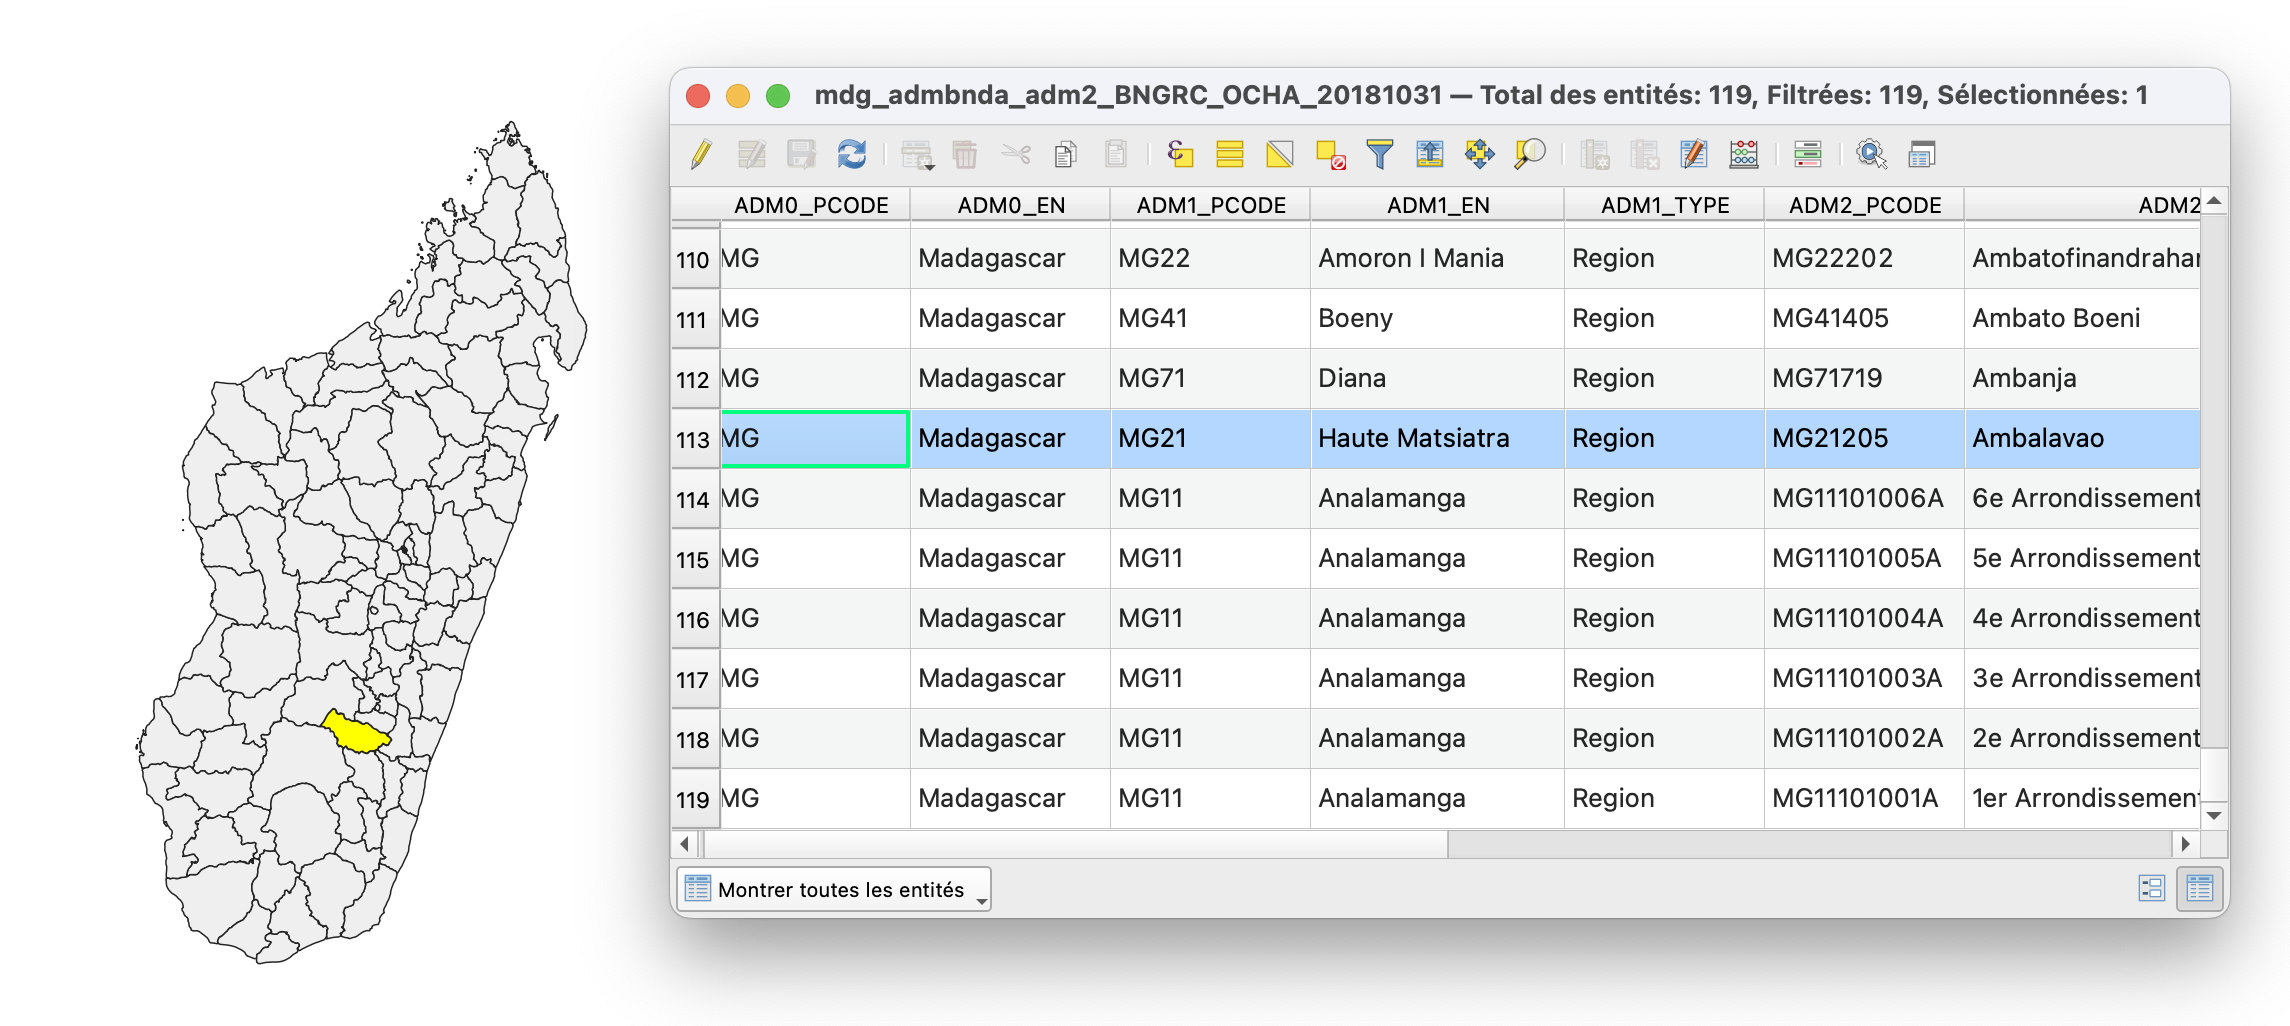 mdg_admbnda_adm2_BNGRC_OCHA_20181031 — Total des entités: 119, Filtrées: 119, Sélectionnées: 1
ADM0_PCODE ADM0_EN ADM1_PCODE ADM1_EN ADM1_TYPE ADM2_PCODE ADM2
110 MG Madagascar MG22 Amoron I Mania Region MG22202 Ambatofinandrahar
111 MG Madagascar MG41 Boeny Region MG41405 Ambato Boeni
112 MG Madagascar MG71 Diana Region MG71719 Ambanja
113 MG Madagascar MG21 Haute Matsiatra Region MG21205 Ambalavao
114 MG Madagascar MG11 Analamanga Region MG11101006A 6e Arrondissement
115 MG Madagascar MG11 Analamanga Region MG11101005A 5e Arrondissement
116 MG Madagascar MG11 Analamanga Region MG11101004A 4e Arrondissement
117 MG Madagascar MG11 Analamanga Region MG11101003A 3e Arrondissement
118 MG Madagascar MG11 Analamanga Region MG11101002A 2e Arrondissement
119 MG Madagascar MG11 Analamanga Region MG11101001A 1er Arrondissement
Montrer toutes les entités